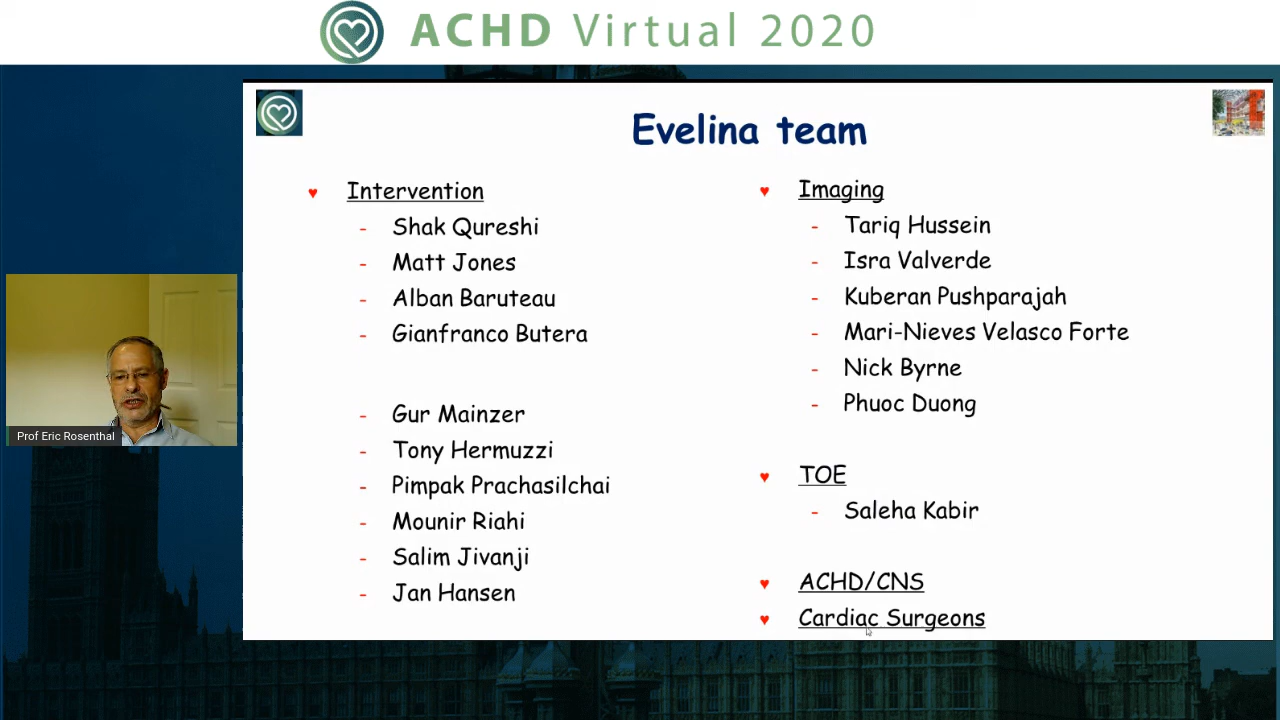 ACHD Virtual 2020
Evelina team
♥ Intervention
- Shak Qureshi
- Matt Jones
- Alban Baruteau
- Gianfranco Butera
- Gur Mainzer
- Tony Hermuzzi
- Pimpak Prachasilchai
- Mounir Riahi
- Salim Jivanji
- Jan Hansen
♥ Imaging
- Tariq Hussein
- Isra Valverde
- Kuberan Pushparajah
- Mari-Nieves Velasco Forte
- Nick Byrne
- Phuoc Duong
♥ TOE
- Saleha Kabir
♥ ACHD/CNS
♥ Cardiac Surgeons
Prof Eric Rosenthal